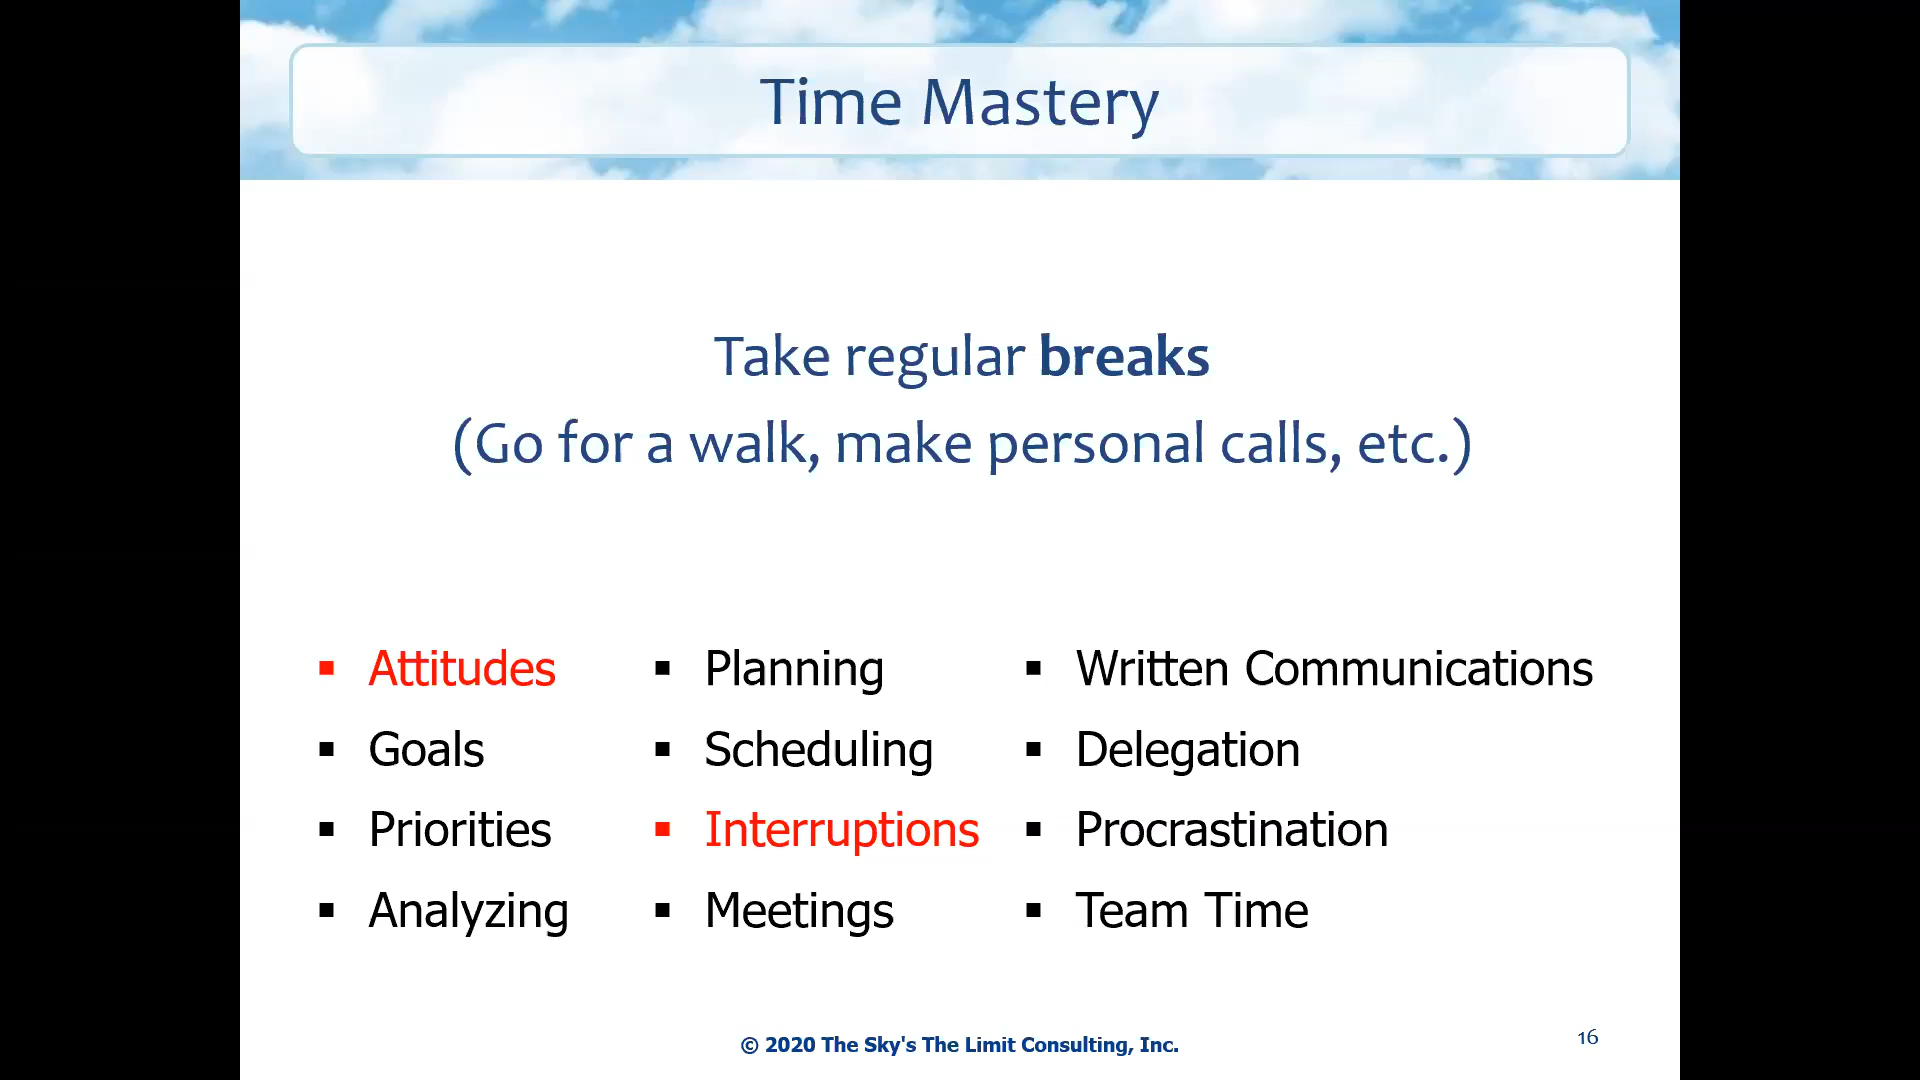 Time Mastery
Take regular breaks
(Go for a walk, make personal calls, etc.)
▪ Attitudes
▪ Goals
▪ Priorities
▪ Analyzing
▪ Planning
▪ Scheduling
▪ Interruptions
▪ Meetings
▪ Written Communications
▪ Delegation
▪ Procrastination
▪ Team Time
© 2020 The Sky's The Limit Consulting, Inc.
16